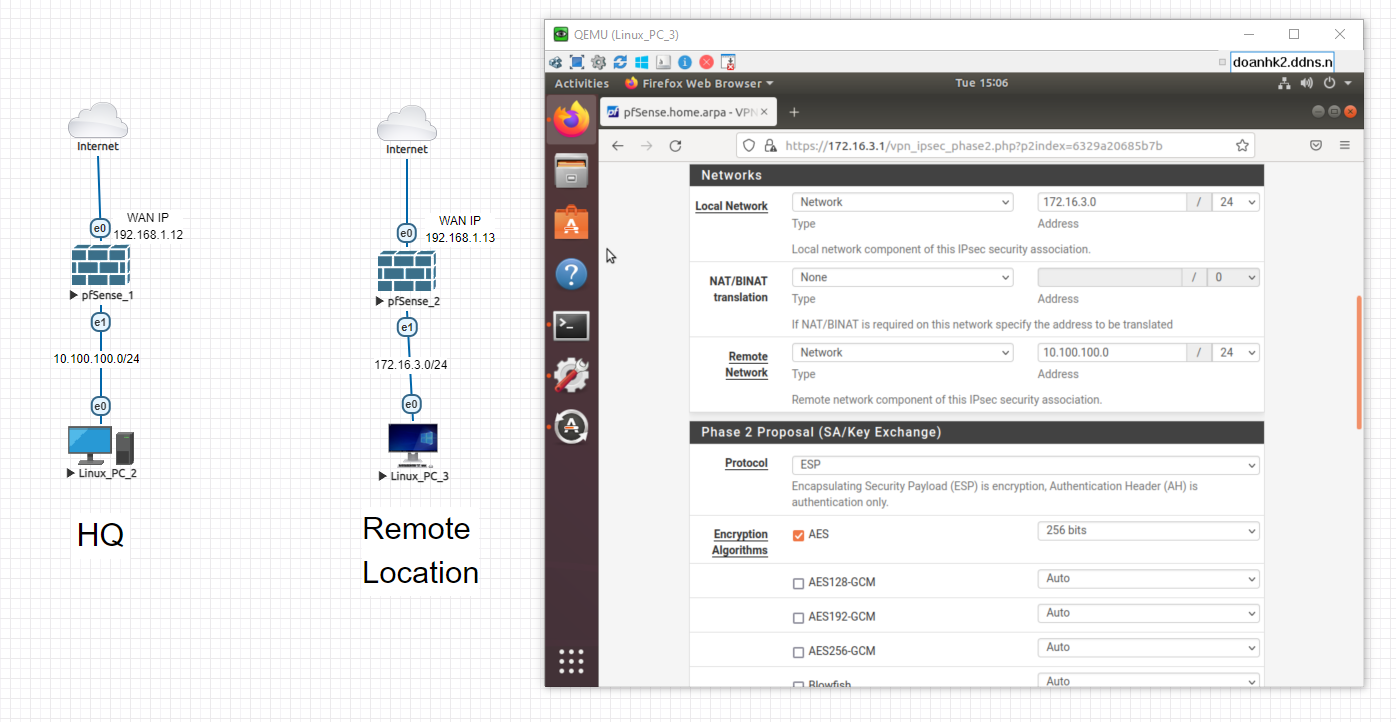 Internet
e0
WAN IP
192.168.1.12
pfSense_1
e1
10.100.100.0/24
e0
Linux_PC_2
HQ
Internet
e0
WAN IP
192.168.1.13
pfSense_2
e1
172.16.3.0/24
e0
Linux_PC_3
Remote
Location
QEMU (Linux_PC_3)
doanhk2.ddns.n
Activities
Firefox Web Browser
Tue 15:06
pfSense.home.arpa - VPN
https://172.16.3.1/vpn_ipsec_phase2.php?p2index=6329a20685b7b
Networks
Local Network Network 172.16.3.0 / 24
Type Address
Local network component of this IPsec security association.
NAT/BINAT translation None / 0
Type Address
If NAT/BINAT is required on this network specify the address to be translated
Remote Network Network 10.100.100.0 / 24
Type Address
Remote network component of this IPsec security association.
Phase 2 Proposal (SA/Key Exchange)
Protocol ESP
Encapsulating Security Payload (ESP) is encryption, Authentication Header (AH) is
authentication only.
Encryption Algorithms AES 256 bits
AES128-GCM Auto
AES192-GCM Auto
AES256-GCM Auto
Blowfish Auto